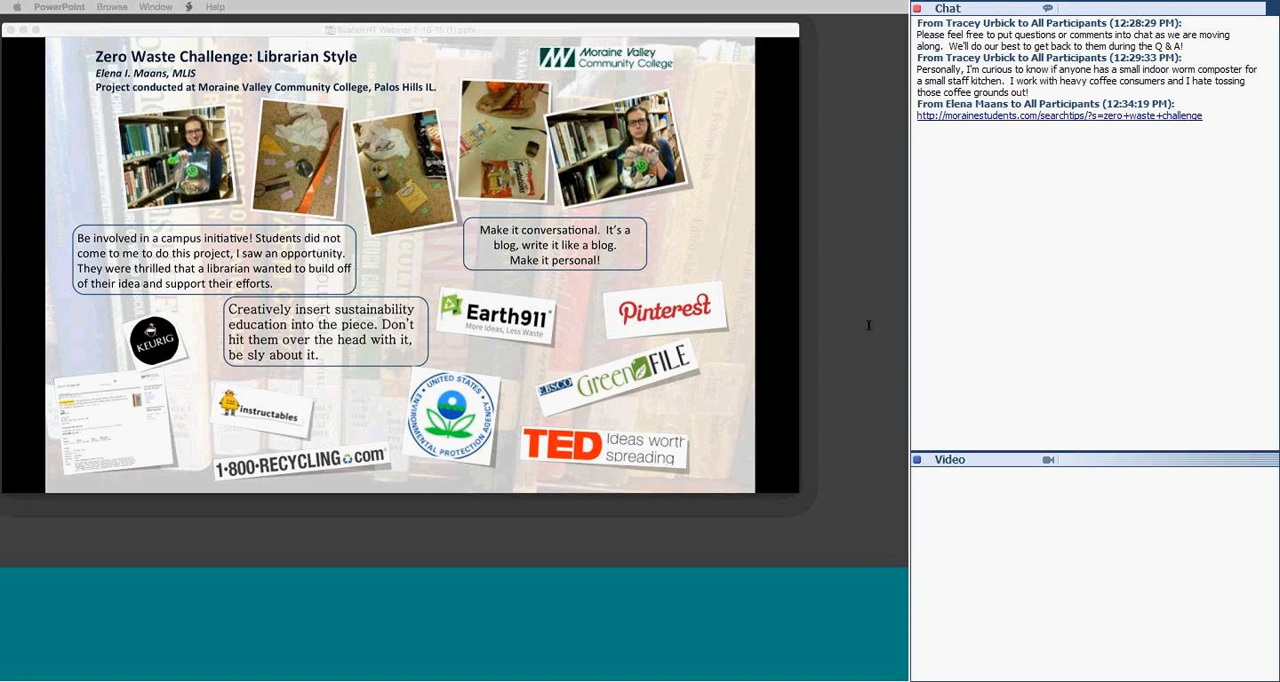 PowerPoint Browse Window Help
SustainRT Webinar 7-16-15 (1).pptx
Zero Waste Challenge: Librarian Style
Elena I. Maans, MLIS
Project conducted at Moraine Valley Community College, Palos Hills IL.
Moraine Valley
Community College
Be involved in a campus initiative! Students did not
come to me to do this project, I saw an opportunity.
They were thrilled that a librarian wanted to build off
of their idea and support their efforts.
Make it conversational. It's a
blog, write it like a blog.
Make it personal!
Creatively insert sustainability
education into the piece. Don't
hit them over the head with it,
be sly about it.
KEURIG
Earth911
More Ideas, Less Waste
Pinterest
EBSCO GreenFILE
instructables
UNITED STATES
ENVIRONMENTAL PROTECTION AGENCY
TED Ideas worth
spreading
1·800·RECYCLING.com
Chat
From Tracey Urbick to All Participants (12:28:29 PM):
Please feel free to put questions or comments into chat as we are moving
along. We'll do our best to get back to them during the Q & A!
From Tracey Urbick to All Participants (12:29:33 PM):
Personally, I'm curious to know if anyone has a small indoor worm composter for
a small staff kitchen. I work with heavy coffee consumers and I hate tossing
those coffee grounds out!
From Elena Maans to All Participants (12:34:19 PM):
http://morainestudents.com/searchtips/?s=zero+waste+challenge
Video